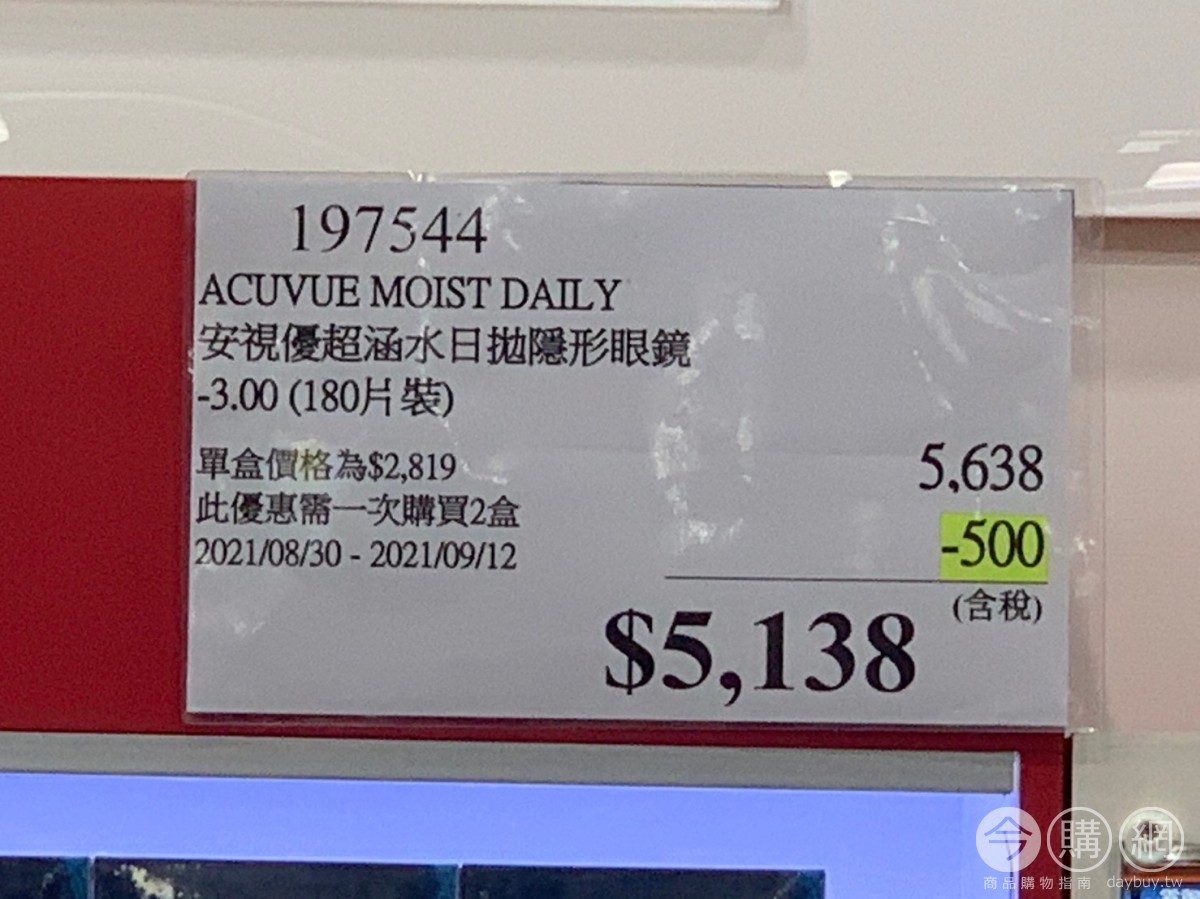 197544
ACUVUE MOIST DAILY
安視優超涵水日拋隱形眼鏡
-3.00 (180片裝)
單盒價格為$2,819
5,638
此優惠需一次購買2盒
-500
2021/08/30 - 2021/09/12
(含稅)
$5,138
今購網
商品購物指南 daybuy.tw